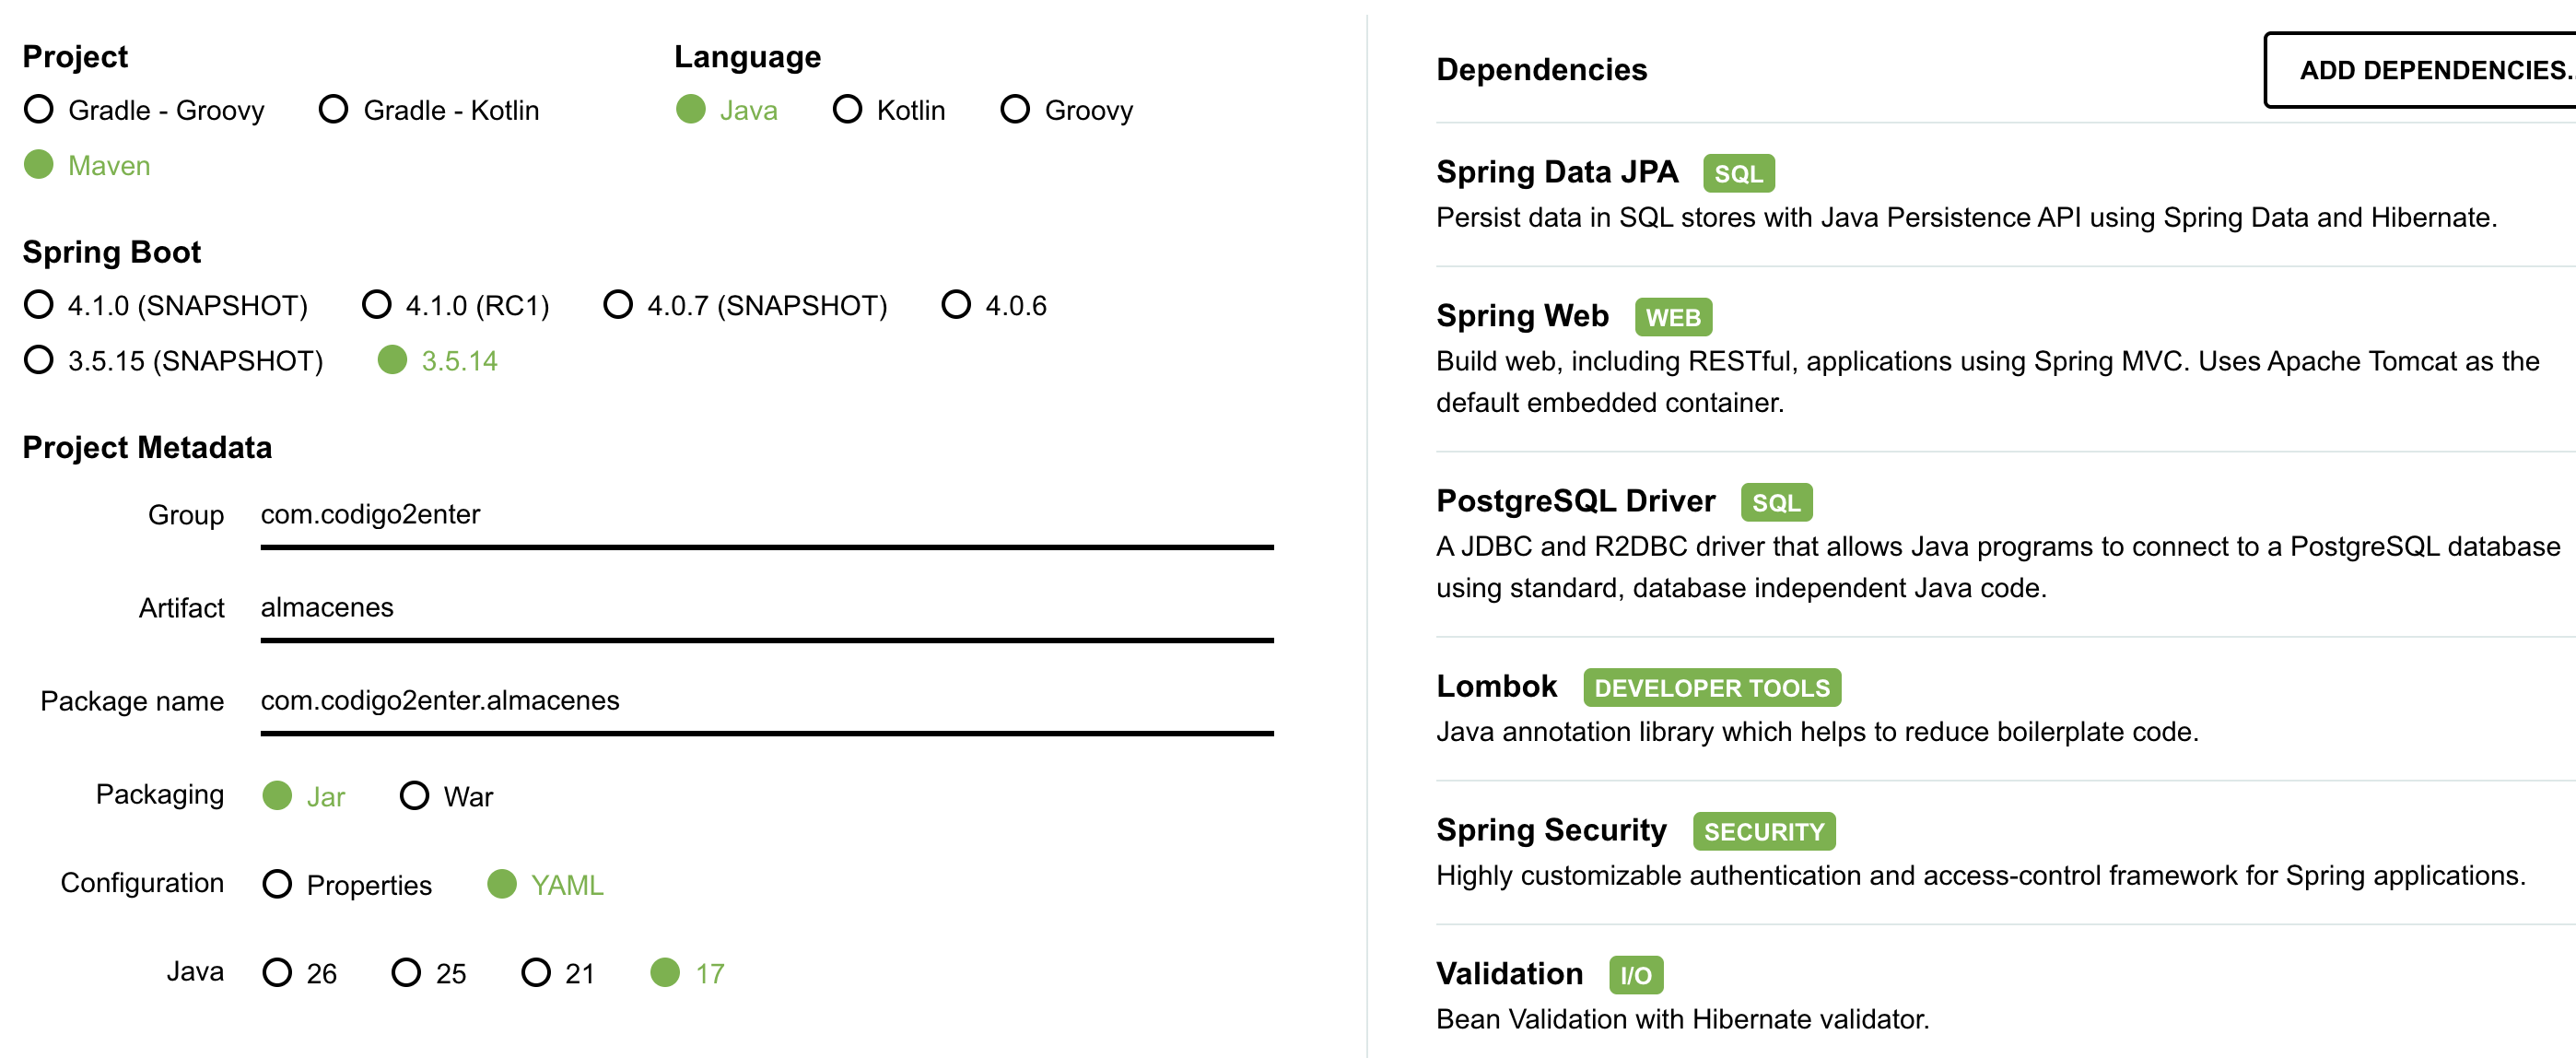 Project
Gradle - Groovy Gradle - Kotlin
Maven
Language
Java Kotlin Groovy
Spring Boot
4.1.0 (SNAPSHOT) 4.1.0 (RC1) 4.0.7 (SNAPSHOT) 4.0.6
3.5.15 (SNAPSHOT) 3.5.14
Project Metadata
Group com.codigo2enter
Artifact almacenes
Package name com.codigo2enter.almacenes
Packaging Jar War
Configuration Properties YAML
Java 26 25 21 17
Dependencies ADD DEPENDENCIES..
Spring Data JPA SQL
Persist data in SQL stores with Java Persistence API using Spring Data and Hibernate.
Spring Web WEB
Build web, including RESTful, applications using Spring MVC. Uses Apache Tomcat as the
default embedded container.
PostgreSQL Driver SQL
A JDBC and R2DBC driver that allows Java programs to connect to a PostgreSQL database
using standard, database independent Java code.
Lombok DEVELOPER TOOLS
Java annotation library which helps to reduce boilerplate code.
Spring Security SECURITY
Highly customizable authentication and access-control framework for Spring applications.
Validation I/O
Bean Validation with Hibernate validator.